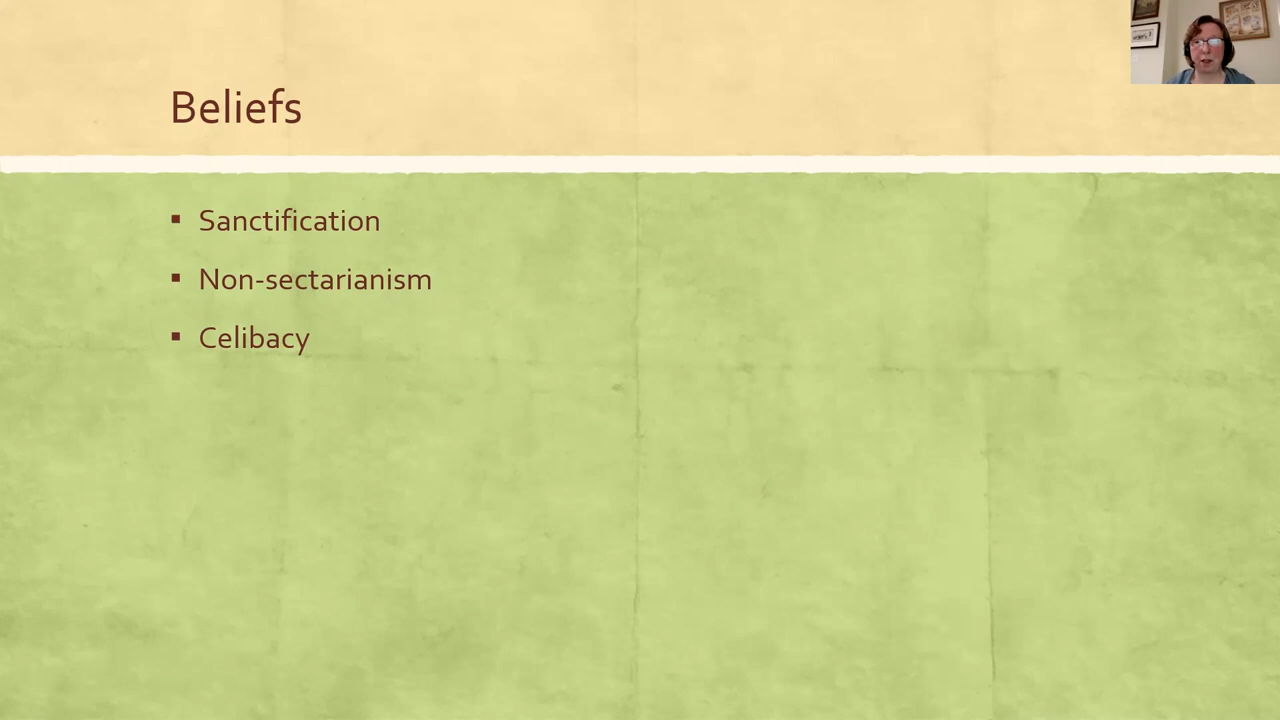 Beliefs
▪ Sanctification
▪ Non-sectarianism
▪ Celibacy